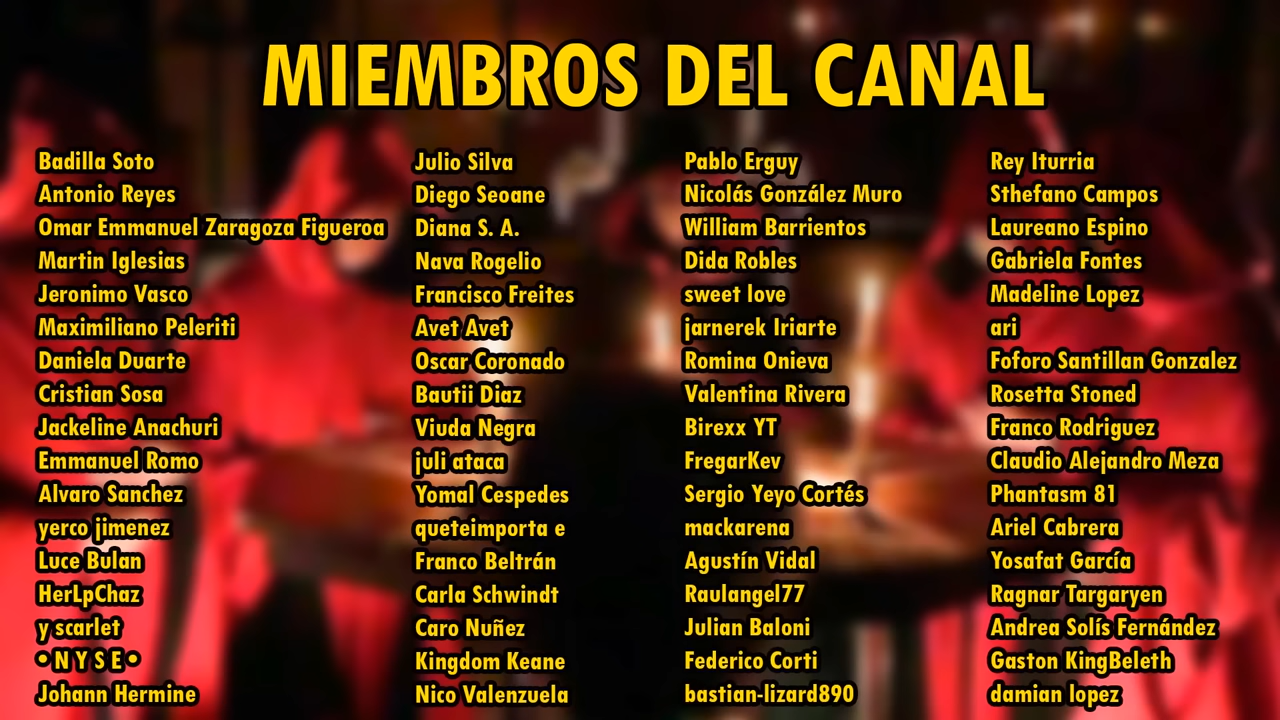 MIEMBROS DEL CANAL
Badilla Soto
Antonio Reyes
Omar Emmanuel Zaragoza Figueroa
Martin Iglesias
Jeronimo Vasco
Maximiliano Peleriti
Daniela Duarte
Cristian Sosa
Jackeline Anachuri
Emmanuel Romo
Alvaro Sanchez
yerco jimenez
Luce Bulan
HerLpChaz
y scarlet
• N Y S E •
Johann Hermine
Julio Silva
Diego Seoane
Diana S. A.
Nava Rogelio
Francisco Freites
Avet Avet
Oscar Coronado
Bautii Diaz
Viuda Negra
juli ataca
Yomal Cespedes
queteimporta e
Franco Beltrán
Carla Schwindt
Caro Nuñez
Kingdom Keane
Nico Valenzuela
Pablo Erguy
Nicolás González Muro
William Barrientos
Dida Robles
sweet love
jarnerek Iriarte
Romina Onieva
Valentina Rivera
Birexx YT
FregarKev
Sergio Yeyo Cortés
mackarena
Agustín Vidal
Raulangel77
Julian Baloni
Federico Corti
bastian-lizard890
Rey Iturria
Sthefano Campos
Laureano Espino
Gabriela Fontes
Madeline Lopez
ari
Foforo Santillan Gonzalez
Rosetta Stoned
Franco Rodriguez
Claudio Alejandro Meza
Phantasm 81
Ariel Cabrera
Yosafat García
Ragnar Targaryen
Andrea Solís Fernández
Gaston KingBeleth
damian lopez